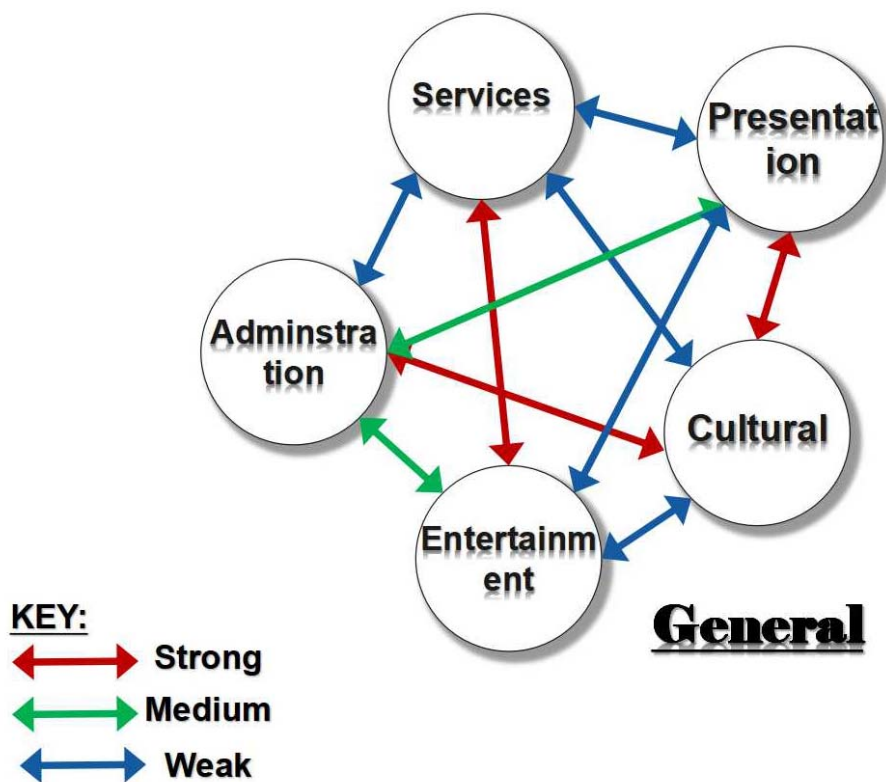 Services
Presentat
ion
Adminstra
tion
Cultural
Entertainm
ent
General
KEY:
Strong
Medium
Weak